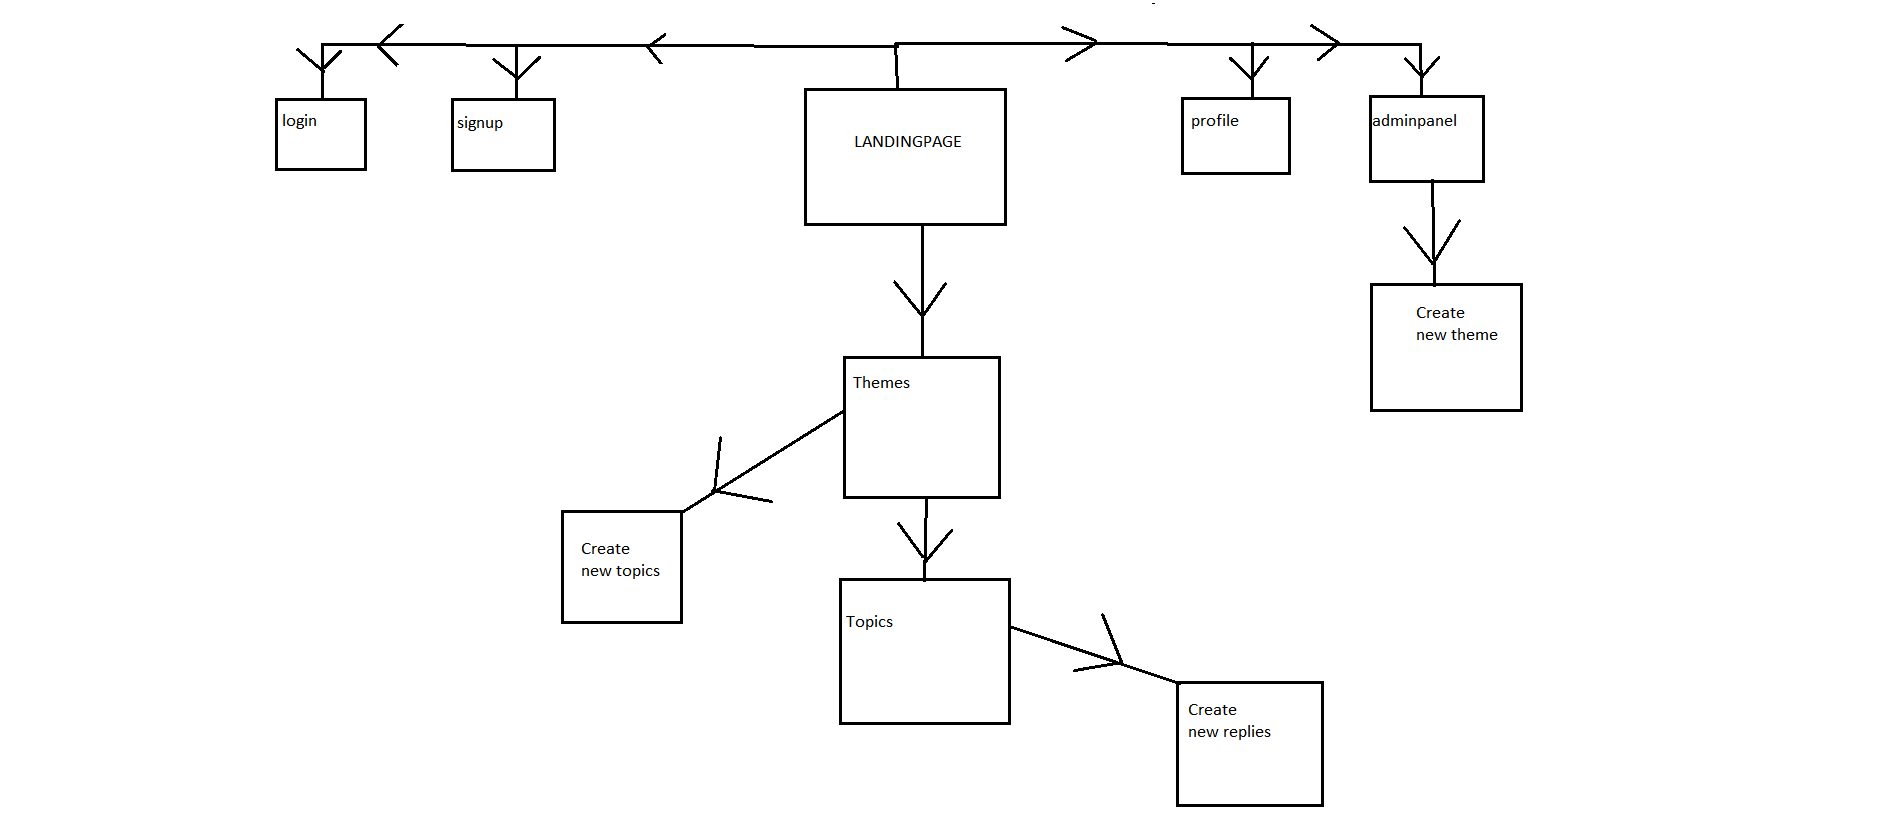 login
signup
LANDINGPAGE
profile
adminpanel
Create
new theme
Themes
Create
new topics
Topics
Create
new replies